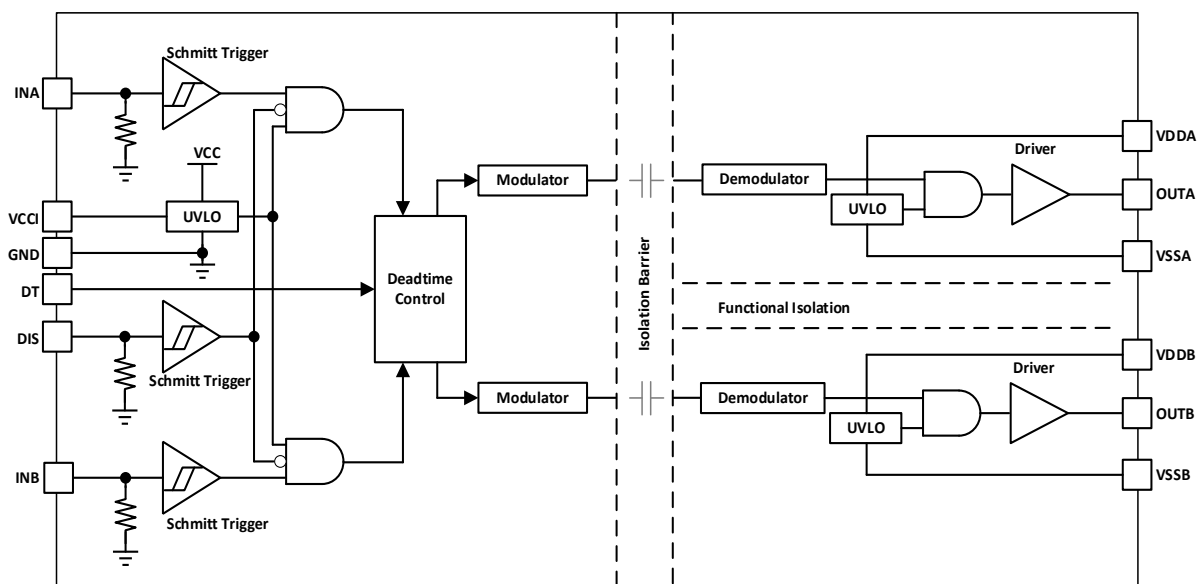 Schmitt Trigger
INA
VCC
VCCI
UVLO
GND
DT
DIS
Schmitt Trigger
INB
Schmitt Trigger
Deadtime
Control
Modulator
Modulator
Isolation Barrier
Demodulator
UVLO
Driver
VDDA
OUTA
VSSA
Functional Isolation
Demodulator
UVLO
Driver
VDDB
OUTB
VSSB